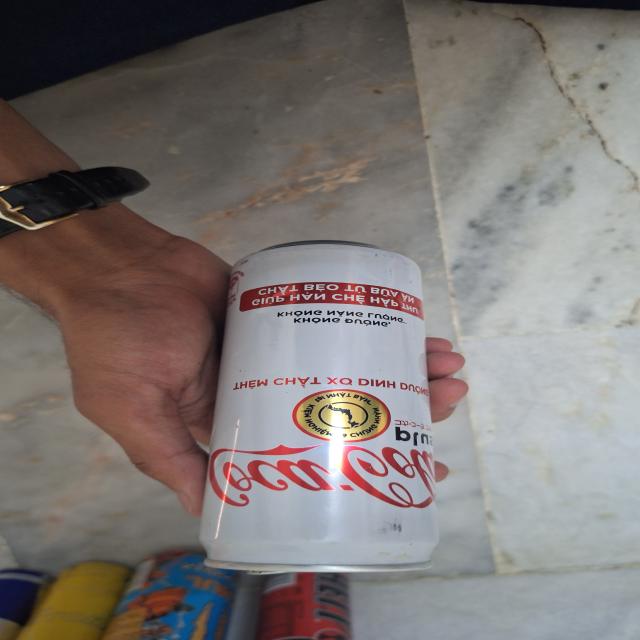 Coca-Cola
plus
THÊM CHẤT XƠ DINH DƯỠNG
KHÔNG ĐƯỜNG*
KHÔNG NĂNG LƯỢNG*
GIÚP HẠN CHẾ HẤP THU
CHẤT BÉO TỪ BỮA ĂN